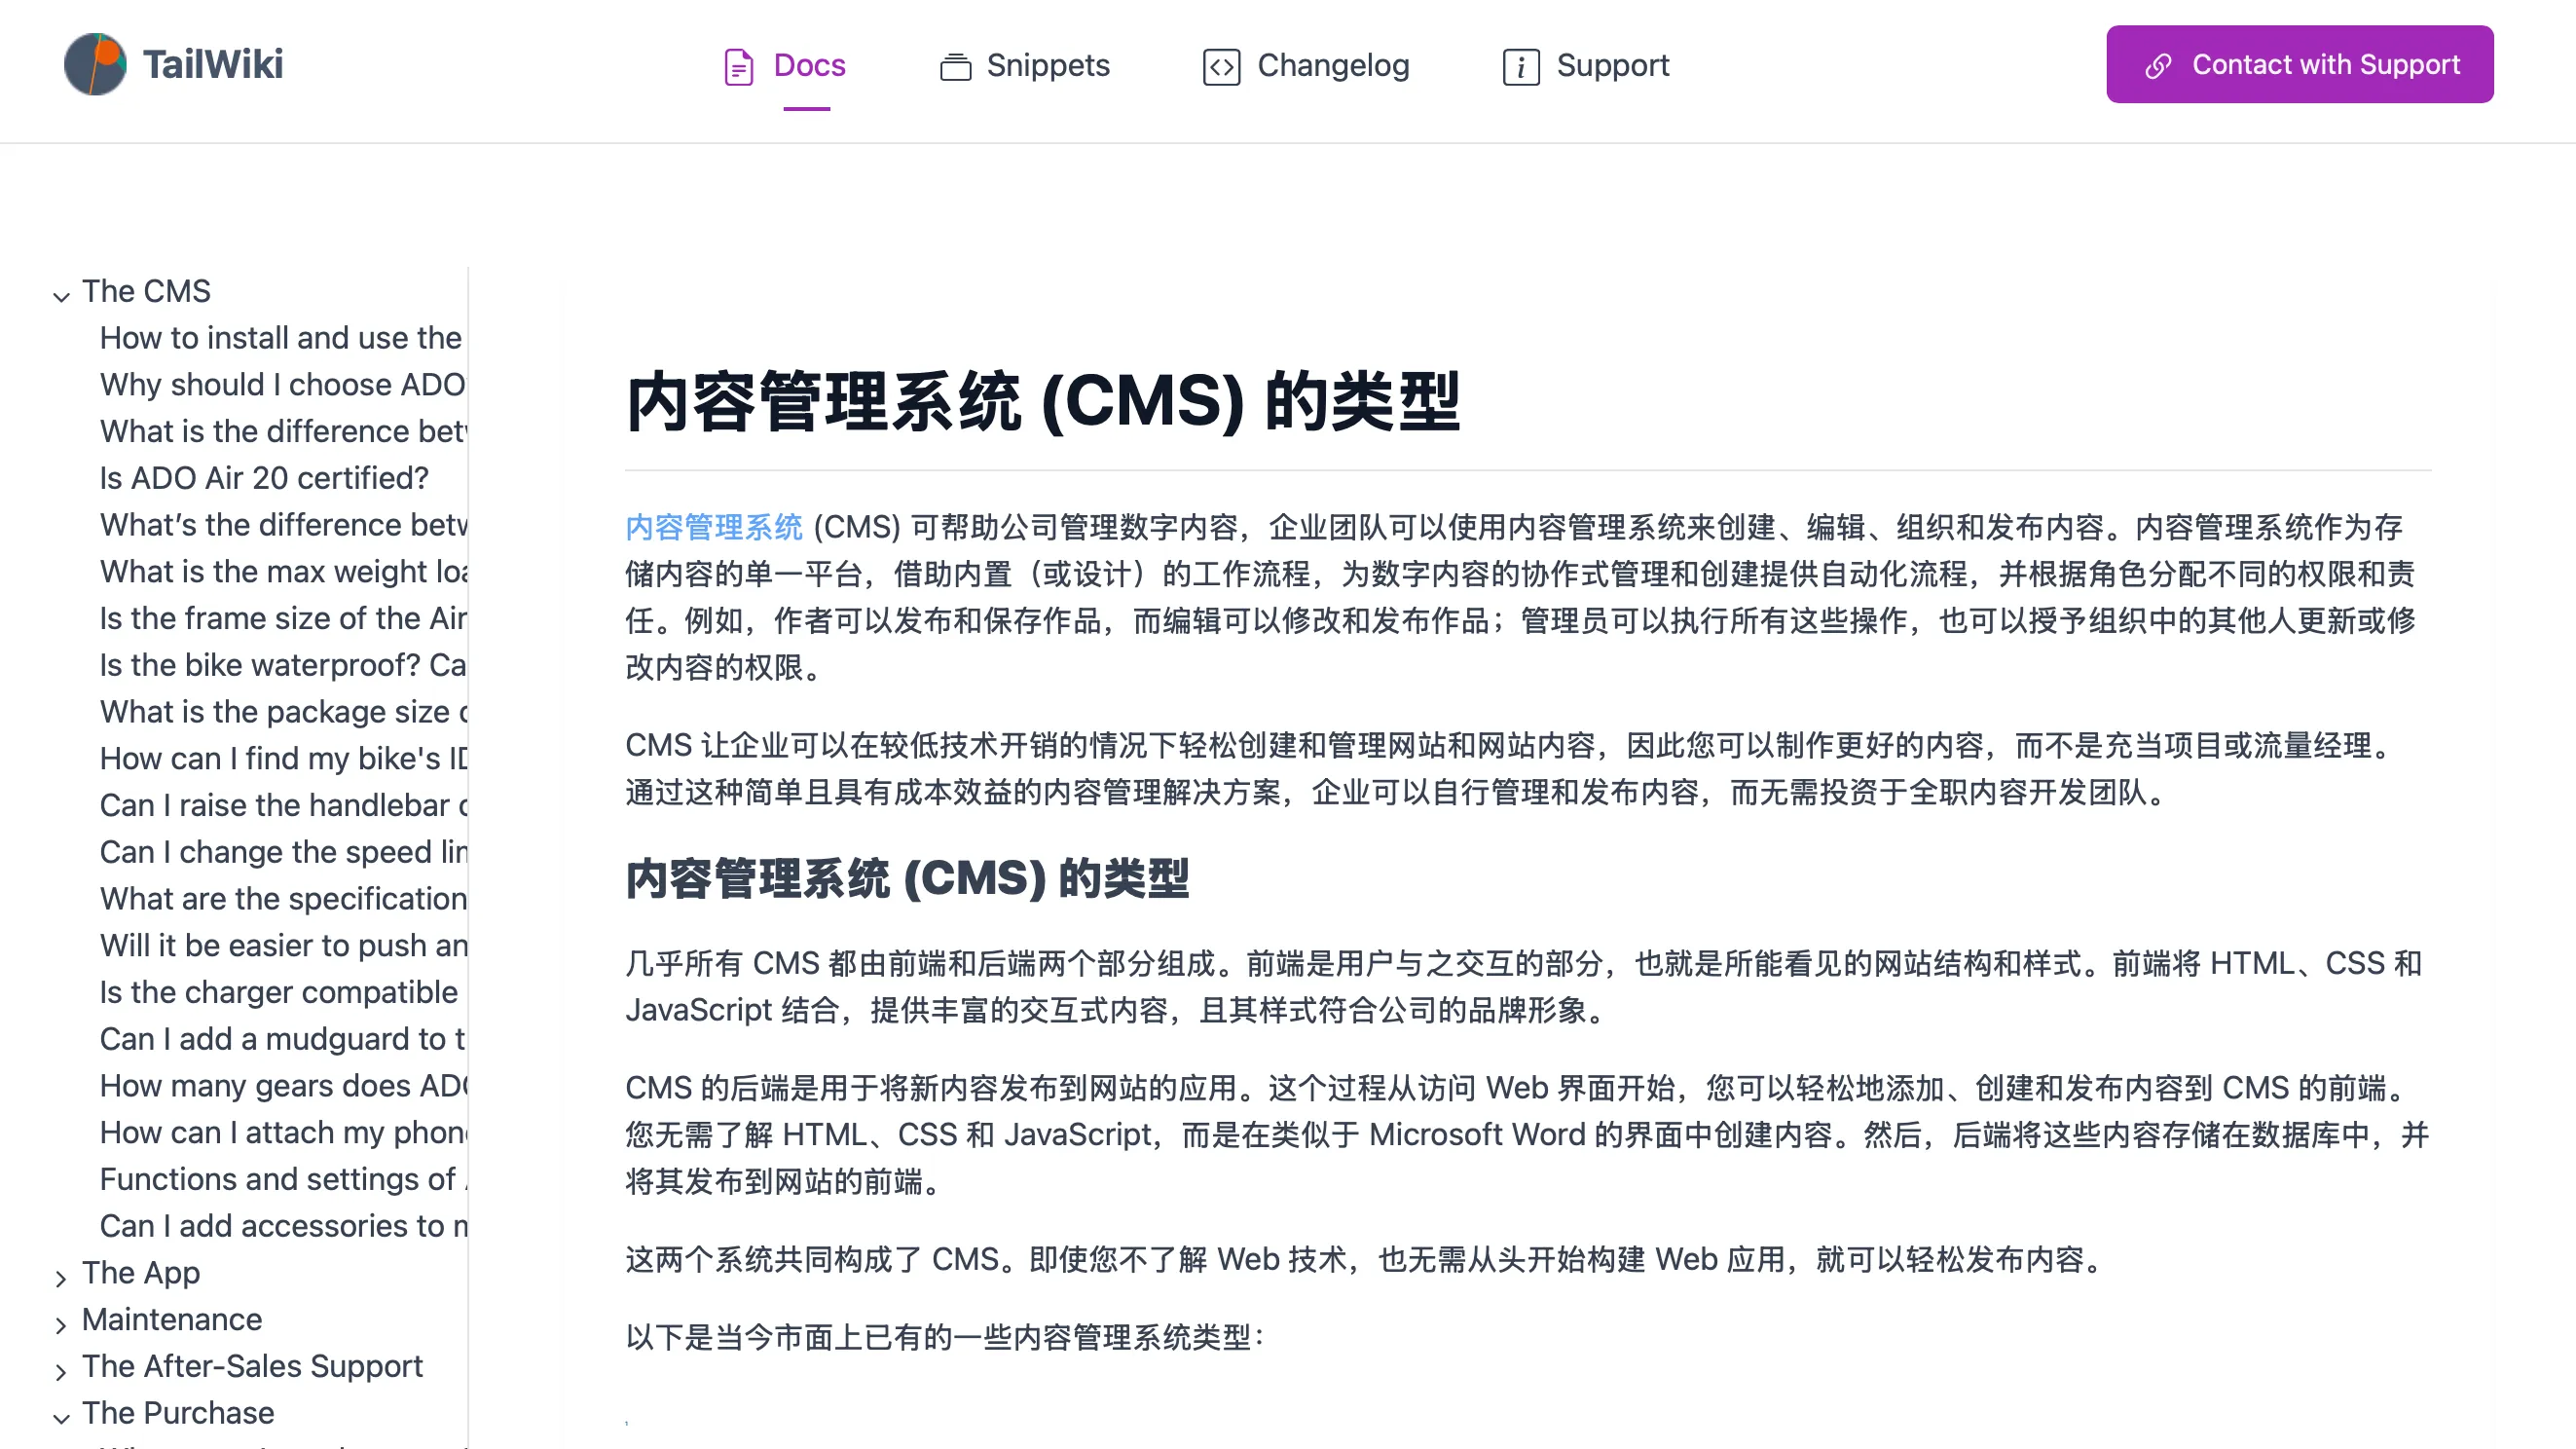 TailWiki
Docs
Snippets
Changelog
Support
Contact with Support
The CMS
How to install and use the
Why should I choose ADO
What is the difference bet
Is ADO Air 20 certified?
What’s the difference betw
What is the max weight loa
Is the frame size of the Air
Is the bike waterproof? Ca
What is the package size
How can I find my bike's ID
Can I raise the handlebar
Can I change the speed lim
What are the specification
Will it be easier to push an
Is the charger compatible
Can I add a mudguard to t
How many gears does ADO
How can I attach my phone
Functions and settings of
Can I add accessories to
The App
Maintenance
The After-Sales Support
The Purchase
内容管理系统 (CMS) 的类型
内容管理系统 (CMS) 可帮助公司管理数字内容，企业团队可以使用内容管理系统来创建、编辑、组织和发布内容。内容管理系统作为存
储内容的单一平台，借助内置（或设计）的工作流程，为数字内容的协作式管理和创建提供自动化流程，并根据角色分配不同的权限和责
任。例如，作者可以发布和保存作品，而编辑可以修改和发布作品；管理员可以执行所有这些操作，也可以授予组织中的其他人更新或修
改内容的权限。
CMS 让企业可以在较低技术开销的情况下轻松创建和管理网站和网站内容，因此您可以制作更好的内容，而不是充当项目或流量经理。
通过这种简单且具有成本效益的内容管理解决方案，企业可以自行管理和发布内容，而无需投资于全职内容开发团队。
内容管理系统 (CMS) 的类型
几乎所有 CMS 都由前端和后端两个部分组成。前端是用户与之交互的部分，也就是所能看见的网站结构和样式。前端将 HTML、CSS 和
JavaScript 结合，提供丰富的交互式内容，且其样式符合公司的品牌形象。
CMS 的后端是用于将新内容发布到网站的应用。这个过程从访问 Web 界面开始，您可以轻松地添加、创建和发布内容到 CMS 的前端。
您无需了解 HTML、CSS 和 JavaScript，而是在类似于 Microsoft Word 的界面中创建内容。然后，后端将这些内容存储在数据库中，并
将其发布到网站的前端。
这两个系统共同构成了 CMS。即使您不了解 Web 技术，也无需从头开始构建 Web 应用，就可以轻松发布内容。
以下是当今市面上已有的一些内容管理系统类型：